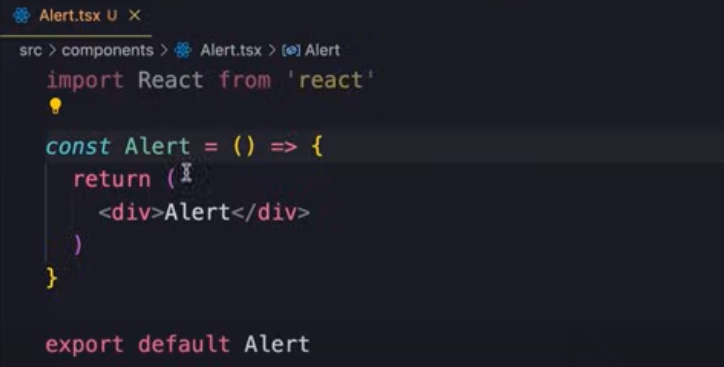 Alert.tsx U ×
src > components > Alert.tsx > Alert
import React from 'react'
const Alert = () => {
return (
<div>Alert</div>
)
}
export default Alert